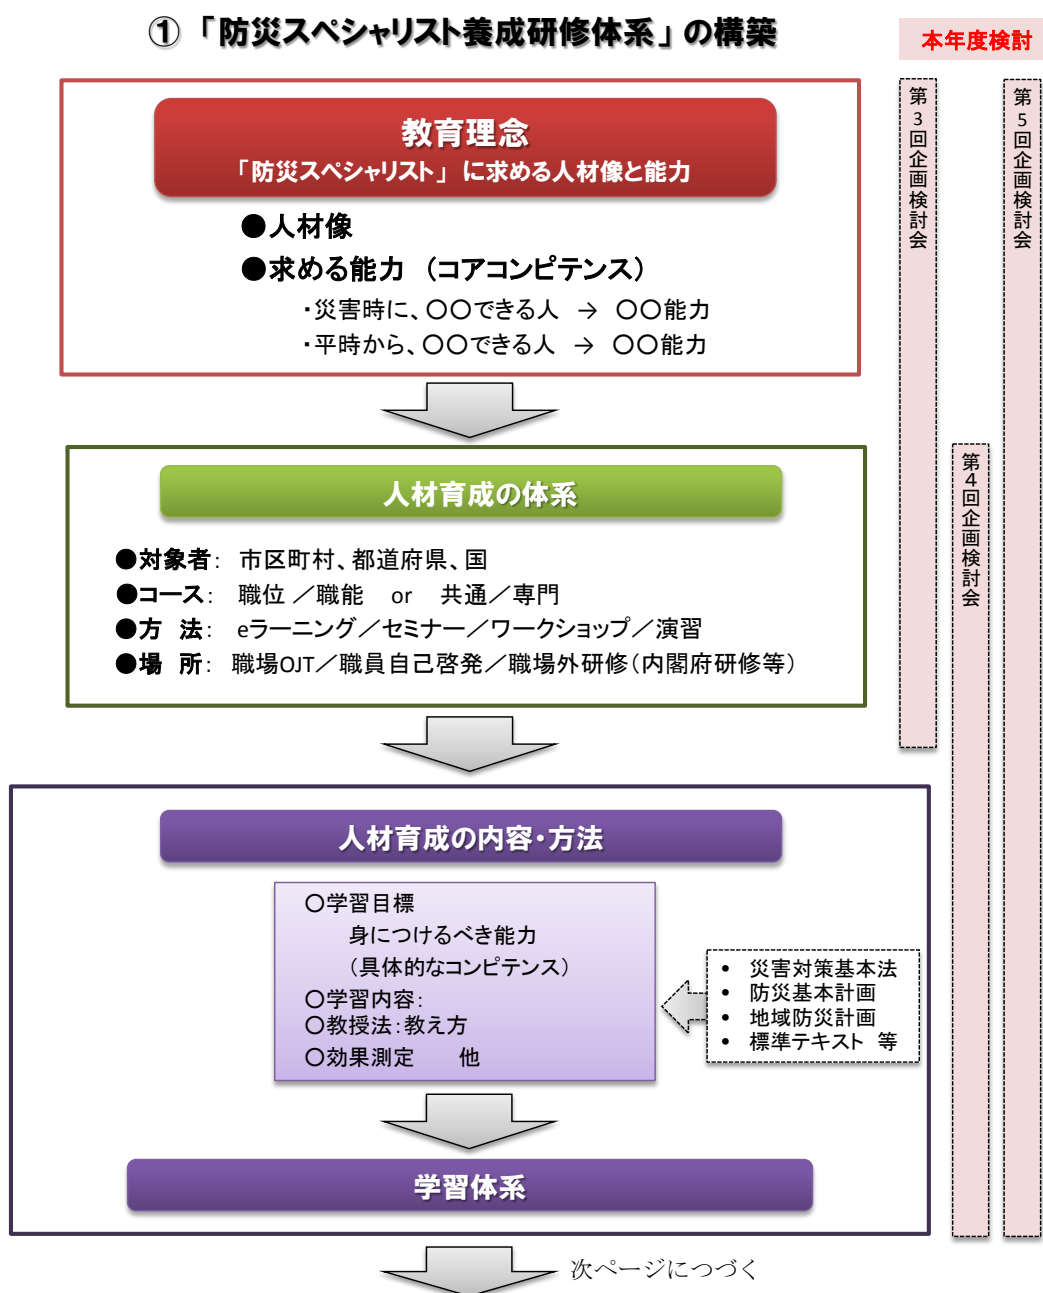 ① 「防災スペシャリスト養成研修体系」の構築
本年度検討
教育理念
「防災スペシャリスト」に求める人材像と能力
●人材像
●求める能力 （コアコンピテンス）
・災害時に、〇〇できる人 → 〇〇能力
・平時から、〇〇できる人 → 〇〇能力
人材育成の体系
●対象者： 市区町村、都道府県、国
●コース： 職位 ／職能 or 共通／専門
●方 法： eラーニング／セミナー／ワークショップ／演習
●場 所： 職場OJT／職員自己啓発／職場外研修（内閣府研修等）
人材育成の内容・方法
〇学習目標
身につけるべき能力
（具体的なコンピテンス）
〇学習内容：
〇教授法：教え方
〇効果測定 他
• 災害対策基本法
• 防災基本計画
• 地域防災計画
• 標準テキスト 等
学習体系
次ページにつづく
第3回企画検討会
第4回企画検討会
第5回企画検討会